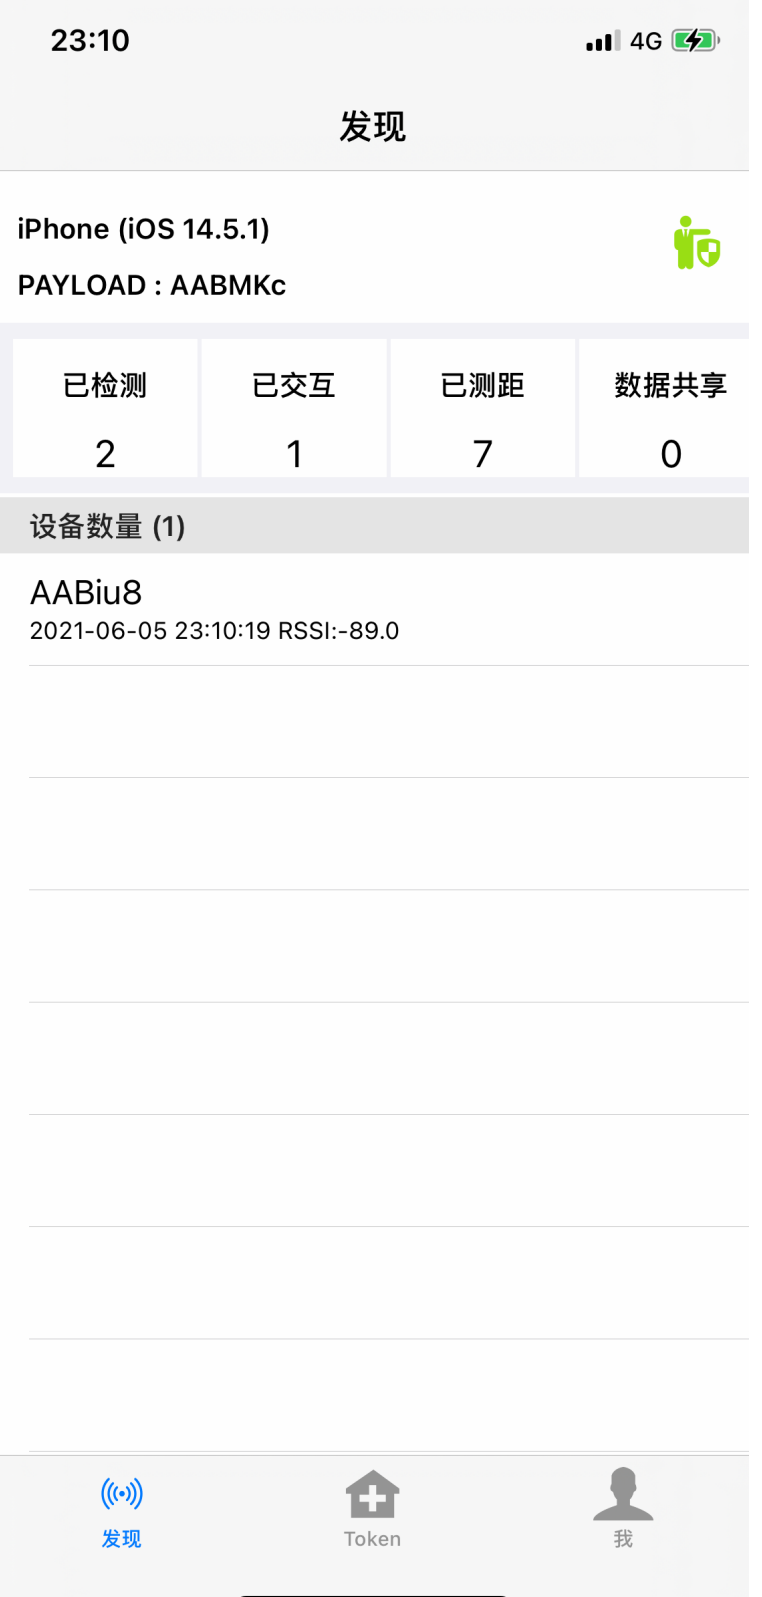 23:10 4G
发现
iPhone (iOS 14.5.1)
PAYLOAD : AABMKc
已检测 已交互 已测距 数据共享
2 1 7 0
设备数量 (1)
AABiu8
2021-06-05 23:10:19 RSSI:-89.0
发现 Token 我